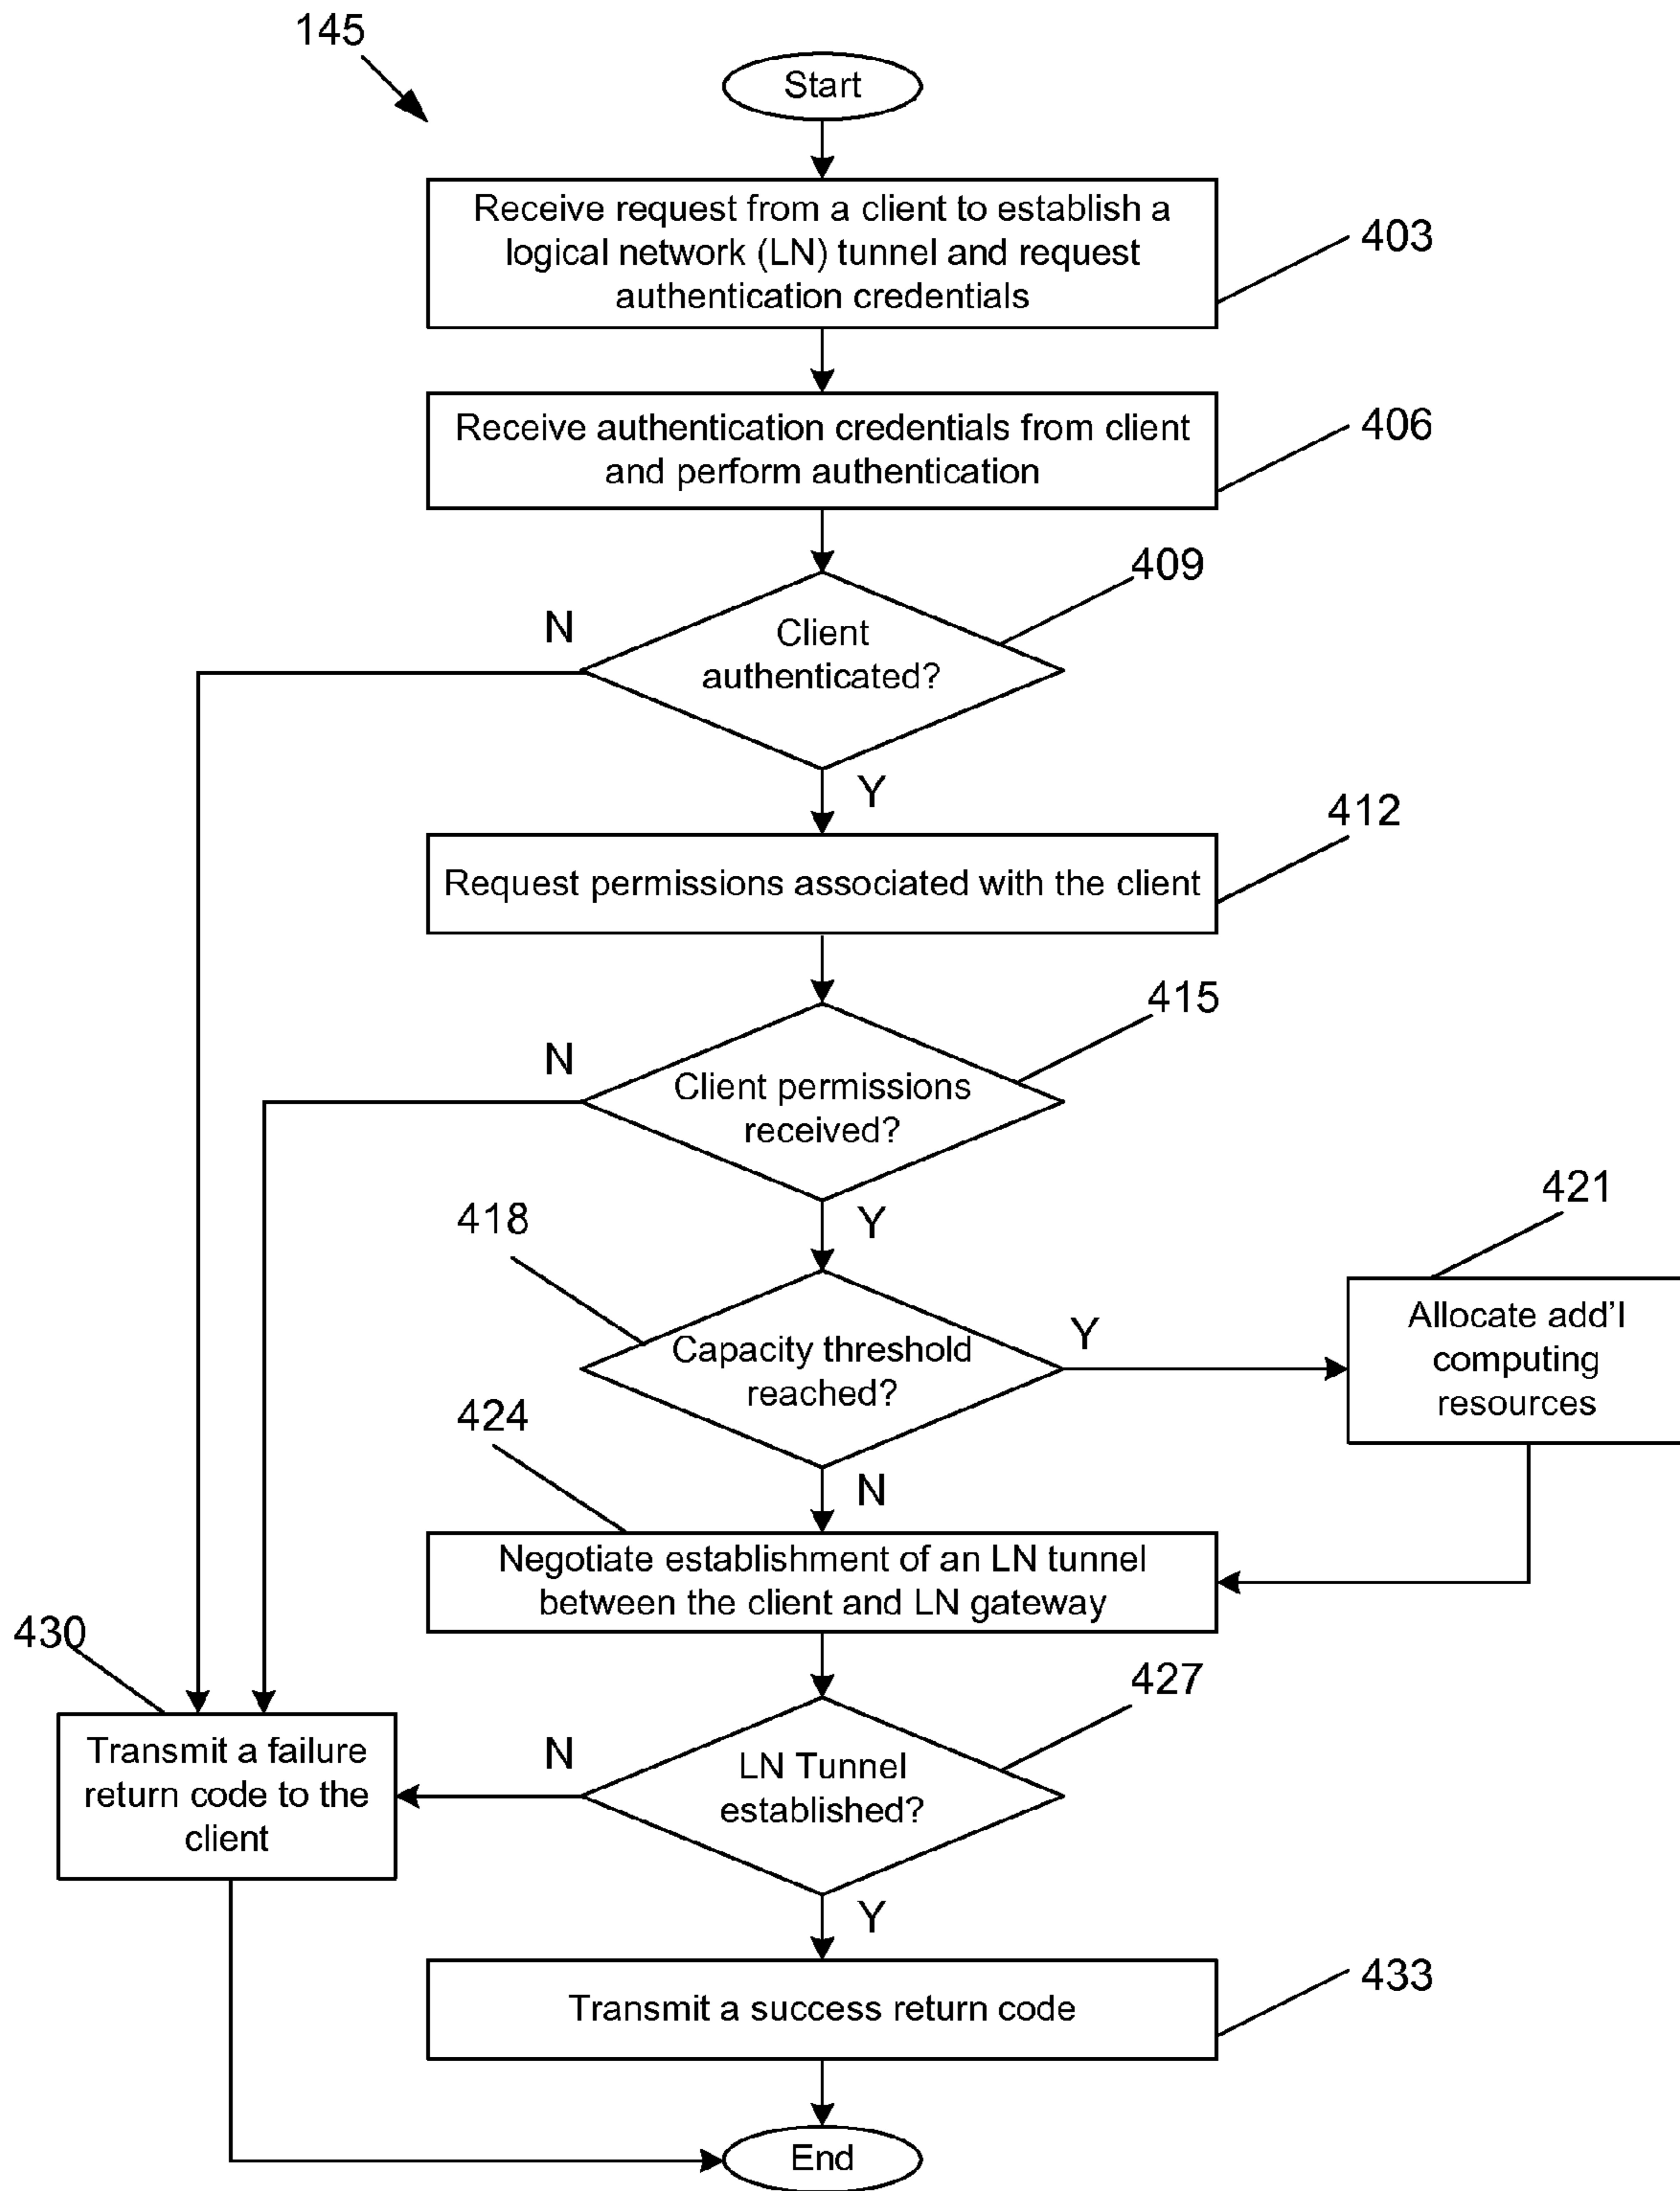 145
Start
Receive request from a client to establish a
logical network (LN) tunnel and request
authentication credentials
403
Receive authentication credentials from client
and perform authentication
406
409
N
Client
authenticated?
Y
412
Request permissions associated with the client
415
N
Client permissions
received?
Y
418
421
Capacity threshold
reached?
Y
Allocate add'l
computing
resources
424
N
Negotiate establishment of an LN tunnel
between the client and LN gateway
430
427
Transmit a failure
return code to the
client
N
LN Tunnel
established?
Y
433
Transmit a success return code
End